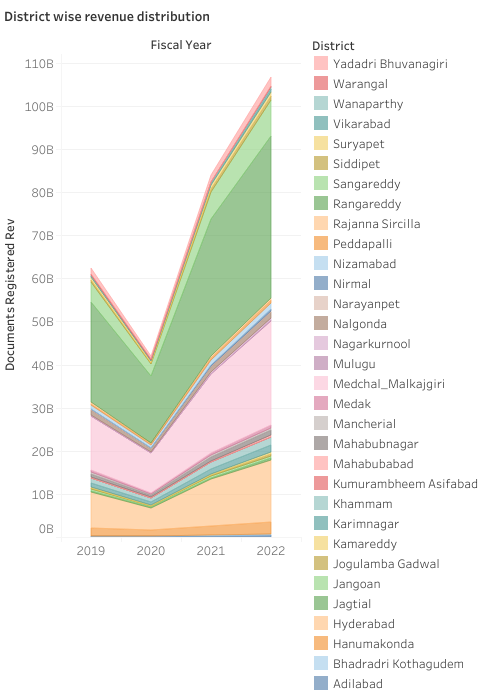 District wise revenue distribution
Fiscal Year
District
110B
100B
90B
80B
70B
60B
50B
40B
30B
20B
10B
0B
Documents Registered Rev
2019 2020 2021 2022
Yadadri Bhuvanagiri
Warangal
Wanaparthy
Vikarabad
Suryapet
Siddipet
Sangareddy
Rangareddy
Rajanna Sircilla
Peddapalli
Nizamabad
Nirmal
Narayanpet
Nalgonda
Nagarkurnool
Mulugu
Medchal_Malkajgiri
Medak
Mancherial
Mahabubnagar
Mahabubabad
Kumurambheem Asifabad
Khammam
Karimnagar
Kamareddy
Jogulamba Gadwal
Jangoan
Jagtial
Hyderabad
Hanumakonda
Bhadradri Kothagudem
Adilabad